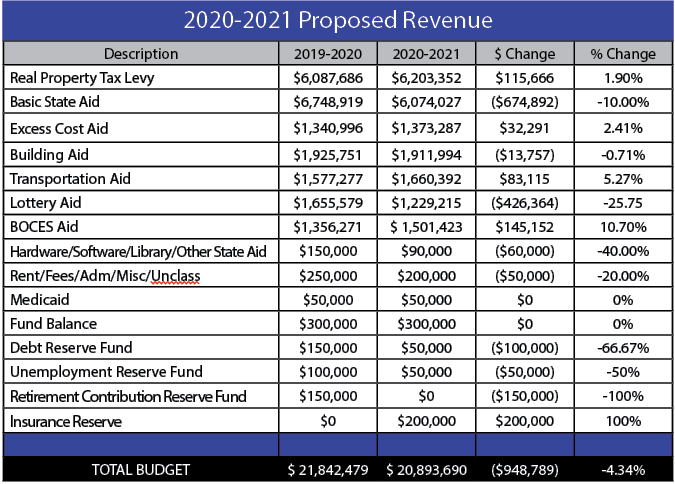 2020-2021 Proposed Revenue
Description 2019-2020 2020-2021 $ Change % Change
Real Property Tax Levy $6,087,686 $6,203,352 $115,666 1.90%
Basic State Aid $6,748,919 $6,074,027 ($674,892) -10.00%
Excess Cost Aid $1,340,996 $1,373,287 $32,291 2.41%
Building Aid $1,925,751 $1,911,994 ($13,757) -0.71%
Transportation Aid $1,577,277 $1,660,392 $83,115 5.27%
Lottery Aid $1,655,579 $1,229,215 ($426,364) -25.75
BOCES Aid $1,356,271 $ 1,501,423 $145,152 10.70%
Hardware/Software/Library/Other State Aid $150,000 $90,000 ($60,000) -40.00%
Rent/Fees/Adm/Misc/Unclass $250,000 $200,000 ($50,000) -20.00%
Medicaid $50,000 $50,000 $0 0%
Fund Balance $300,000 $300,000 $0 0%
Debt Reserve Fund $150,000 $50,000 ($100,000) -66.67%
Unemployment Reserve Fund $100,000 $50,000 ($50,000) -50%
Retirement Contribution Reserve Fund $150,000 $0 ($150,000) -100%
Insurance Reserve $0 $200,000 $200,000 100%
TOTAL BUDGET $ 21,842,479 $ 20,893,690 ($948,789) -4.34%